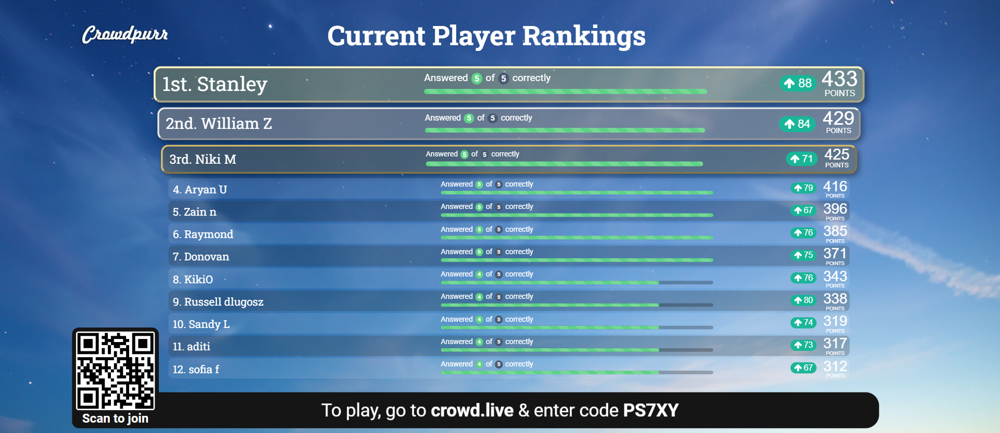 Crowdpurr
Current Player Rankings
1st. Stanley
Answered 5 of 5 correctly
88
433
POINTS
2nd. William Z
Answered 5 of 5 correctly
84
429
POINTS
3rd. Niki M
Answered 5 of 5 correctly
71
425
POINTS
4. Aryan U
Answered 5 of 5 correctly
79
416
POINTS
5. Zain n
Answered 5 of 5 correctly
67
396
POINTS
6. Raymond
Answered 5 of 5 correctly
76
385
POINTS
7. Donovan
Answered 5 of 5 correctly
75
371
POINTS
8. KikiO
Answered 4 of 5 correctly
76
343
POINTS
9. Russell dlugosz
Answered 4 of 5 correctly
80
338
POINTS
10. Sandy L
Answered 4 of 5 correctly
74
319
POINTS
11. aditi
Answered 4 of 5 correctly
73
317
POINTS
12. sofia f
Answered 4 of 5 correctly
67
312
POINTS
Scan to join
To play, go to crowd.live & enter code PS7XY